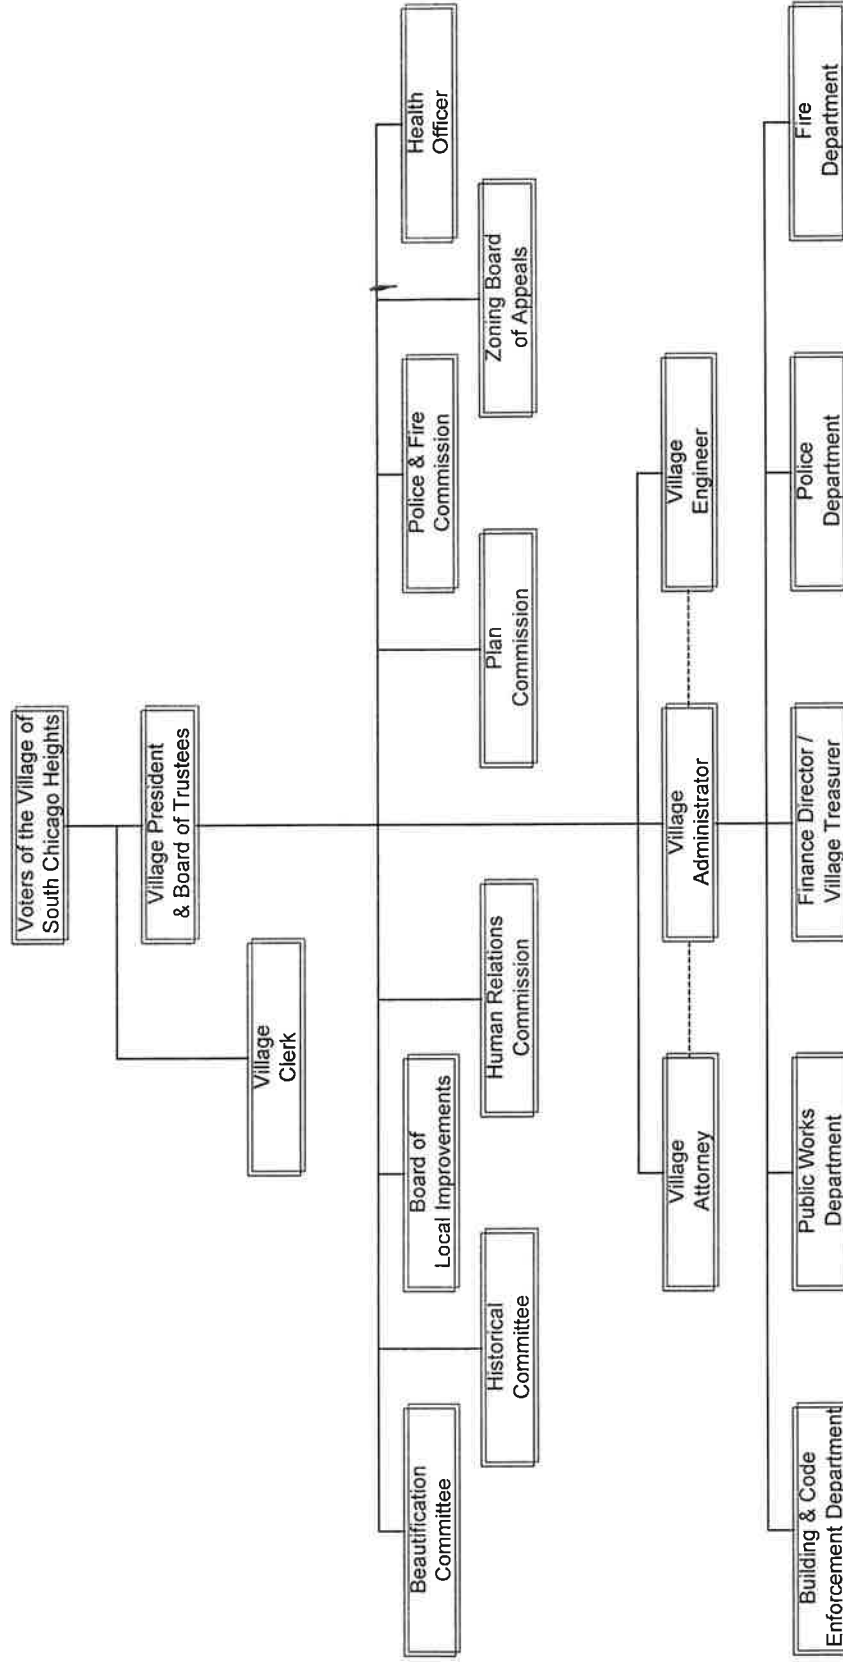 Voters of the Village of
South Chicago Heights
Village President
& Board of Trustees
Village
Clerk
Beautification
Committee
Board of
Local Improvements
Police & Fire
Commission
Health
Officer
Historical
Committee
Human Relations
Commission
Plan
Commission
Zoning Board
of Appeals
Village
Attorney
Village
Administrator
Village
Engineer
Building & Code
Enforcement Department
Public Works
Department
Finance Director /
Village Treasurer
Police
Department
Fire
Department